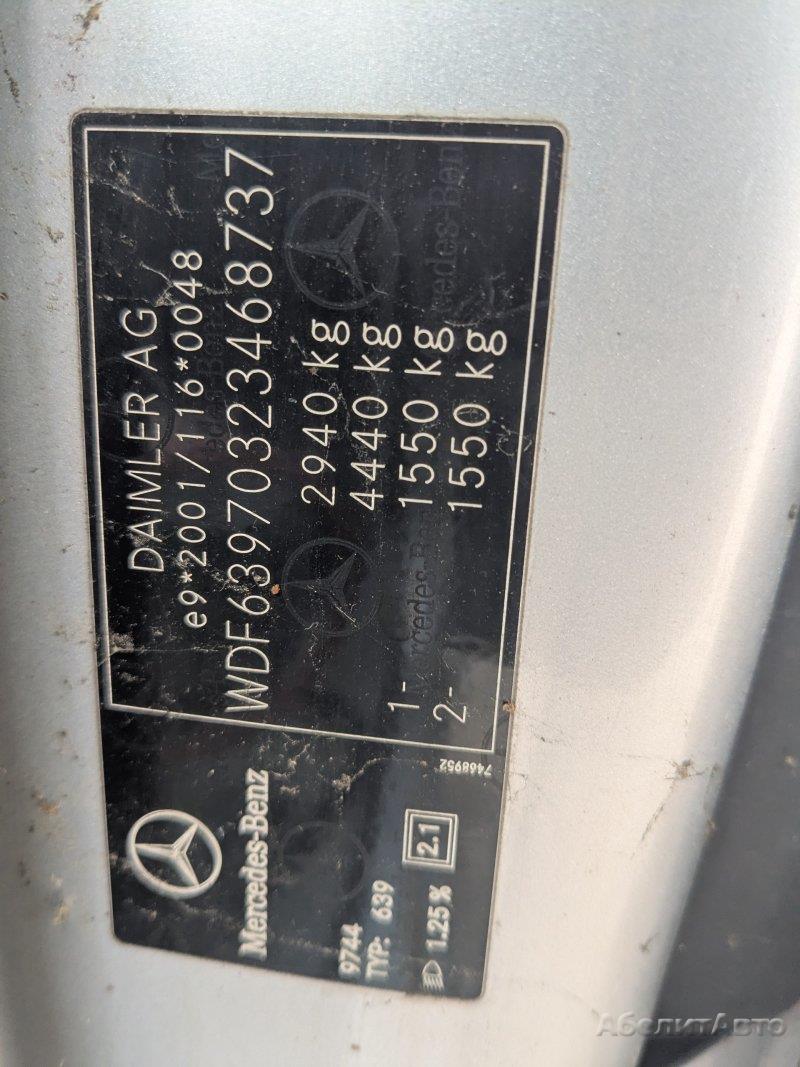 DAIMLER AG
e9*2001/116*0048
WDF63970323468737
2940 kg
4440 kg
1- 1550 kg
2- 1550 kg
7468952
Mercedes-Benz
9744
TYP: 639
1.25% 2.1
АбелитАвто